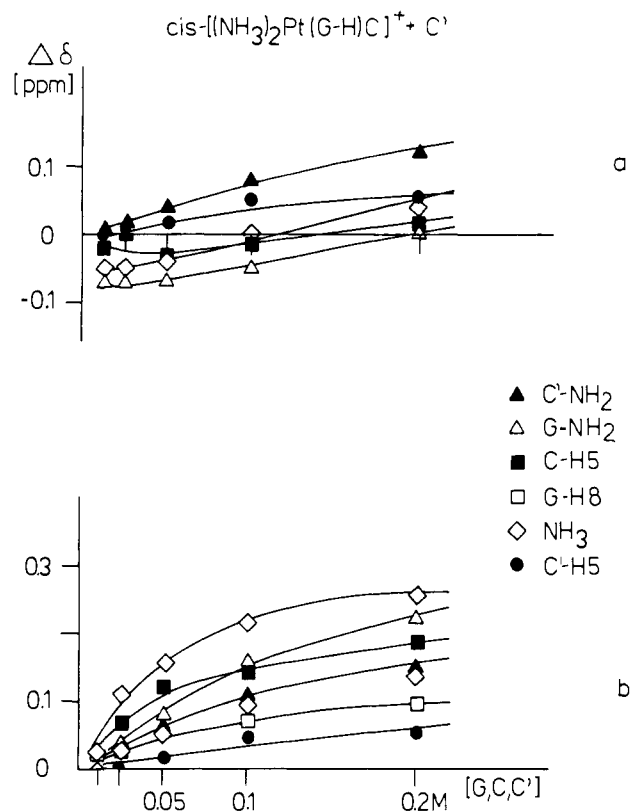 cis-[(NH₃)₂Pt(G-H)C]⁺ + C'
△ δ
[ppm]
0.1
0
-0.1
a
▲ C'-NH₂
△ G-NH₂
■ C-H5
□ G-H8
◇ NH₃
● C'-H5
0.3
0.1
0
b
0.05 0.1 0.2M [G,C,C']